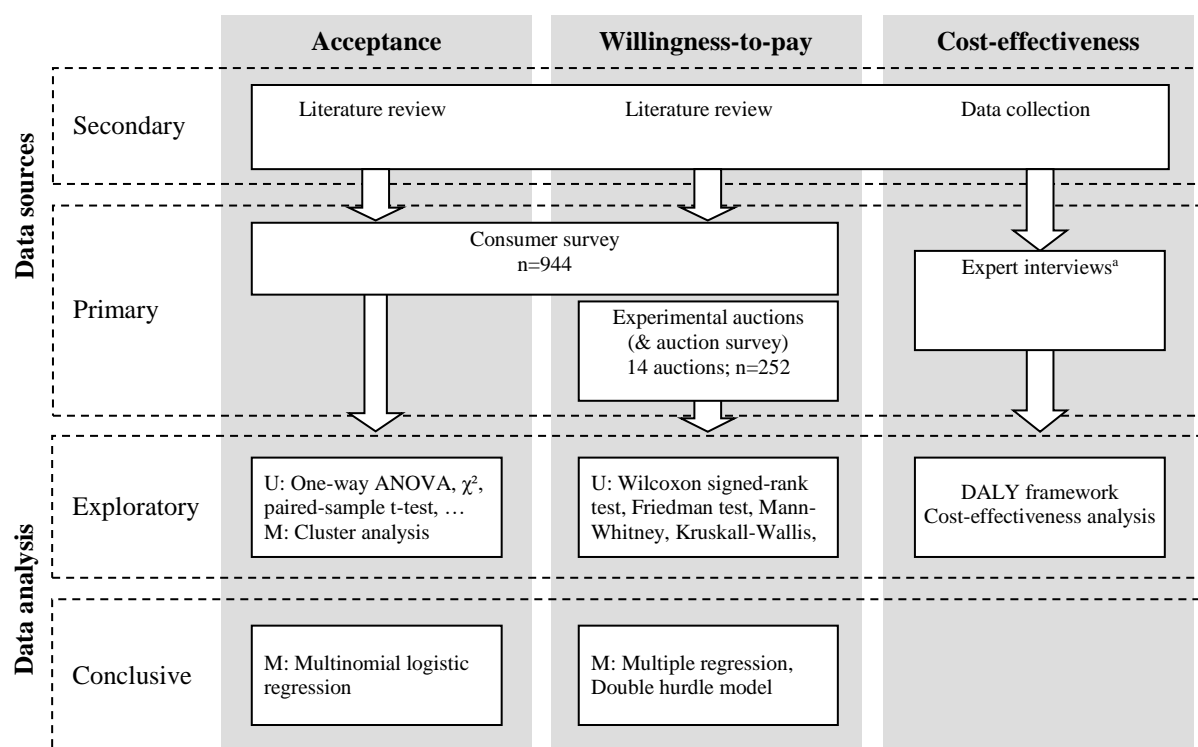 Acceptance
Willingness-to-pay
Cost-effectiveness
Data sources
Secondary
Literature review
Literature review
Data collection
Primary
Consumer survey
n=944
Expert interviewsᵃ
Experimental auctions
(& auction survey)
14 auctions; n=252
Data analysis
Exploratory
U: One-way ANOVA, χ²,
paired-sample t-test, …
M: Cluster analysis
U: Wilcoxon signed-rank
test, Friedman test, Mann-
Whitney, Kruskall-Wallis,
DALY framework
Cost-effectiveness analysis
Conclusive
M: Multinomial logistic
regression
M: Multiple regression,
Double hurdle model